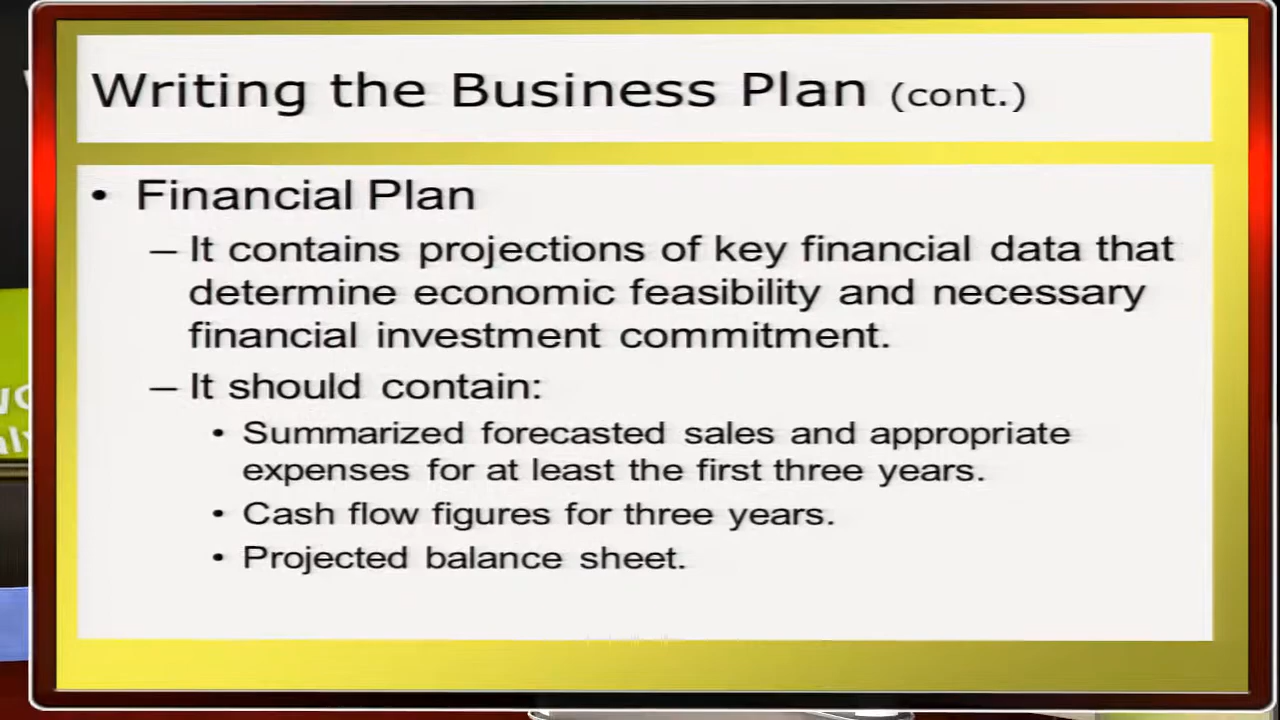 Writing the Business Plan (cont.)
• Financial Plan
– It contains projections of key financial data that
determine economic feasibility and necessary
financial investment commitment.
– It should contain:
• Summarized forecasted sales and appropriate
expenses for at least the first three years.
• Cash flow figures for three years.
• Projected balance sheet.